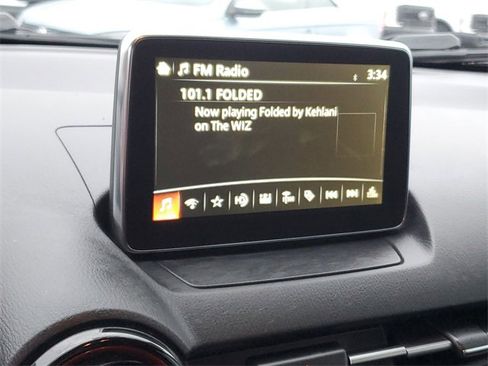 FM Radio
3:34
101.1 FOLDED
Now playing Folded by Kehlani
on The WIZ